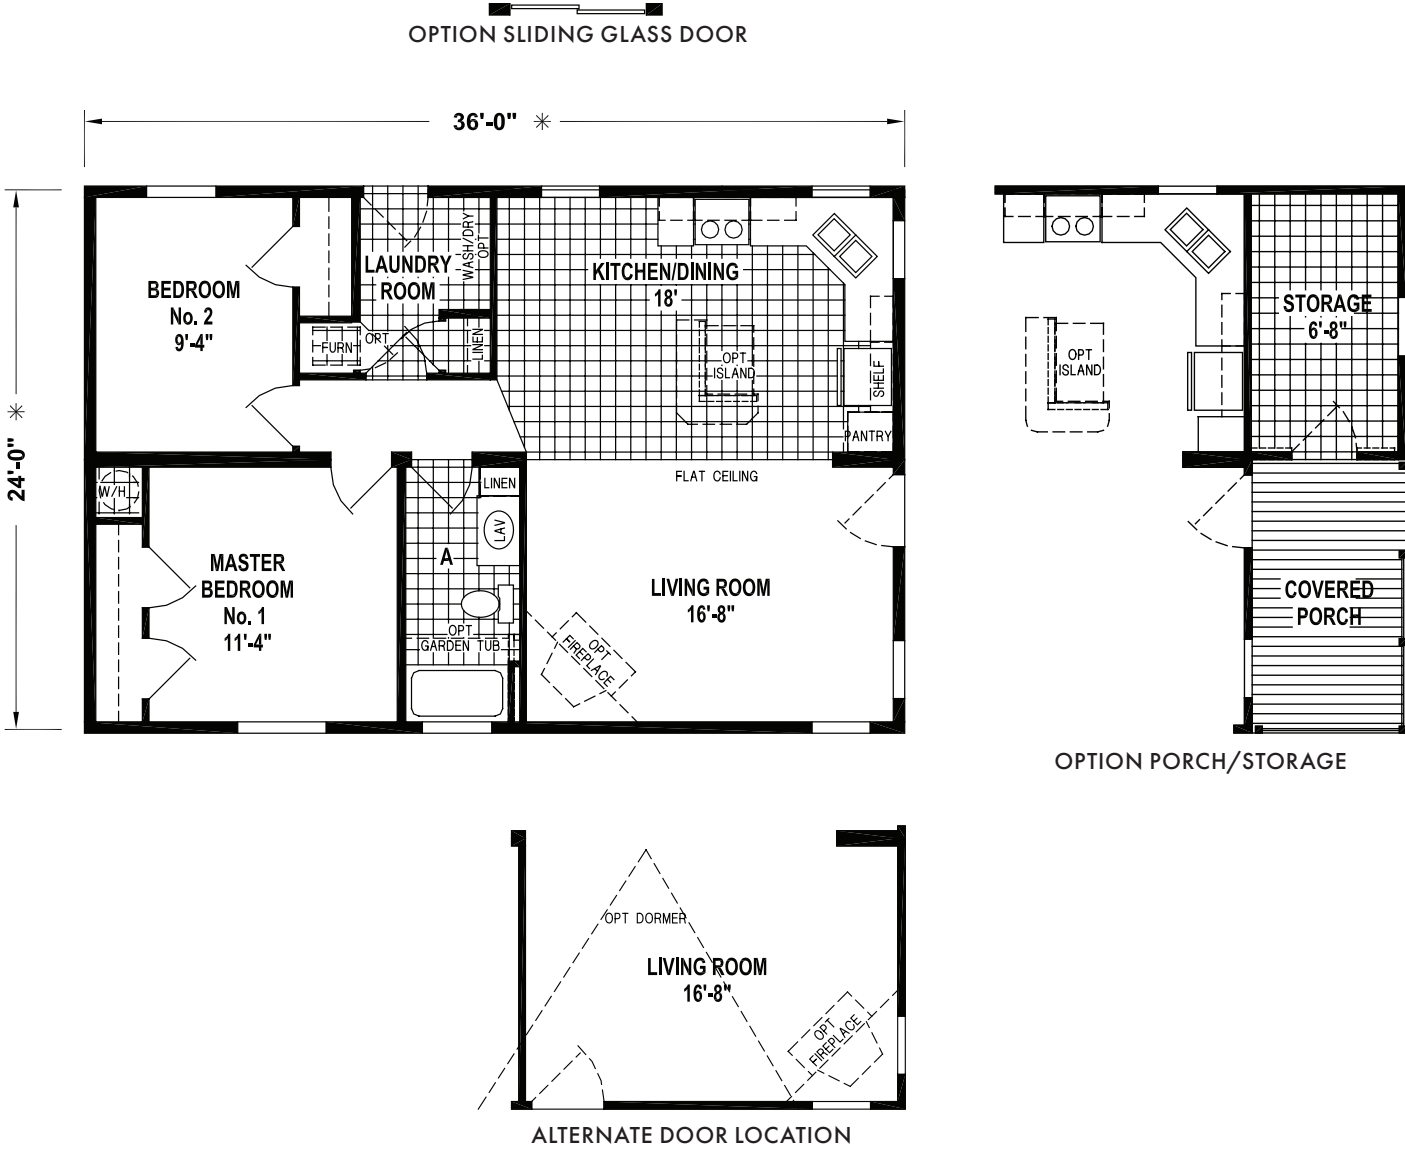 OPTION SLIDING GLASS DOOR
36'-0" ✳
24'-0" ✳
BEDROOM
No. 2
9'-4"
LAUNDRY
ROOM
WASH/DRY
OPT
FURN
OPT
LINEN
KITCHEN/DINING
18'
OPT
ISLAND
SHELF
PANTRY
FLAT CEILING
W/H
MASTER
BEDROOM
No. 1
11'-4"
LINEN
LAV
A
OPT
GARDEN TUB
LIVING ROOM
16'-8"
OPT
FIREPLACE
OPT
ISLAND
STORAGE
6'-8"
COVERED
PORCH
OPTION PORCH/STORAGE
OPT DORMER
LIVING ROOM
16'-8"
OPT
FIREPLACE
ALTERNATE DOOR LOCATION